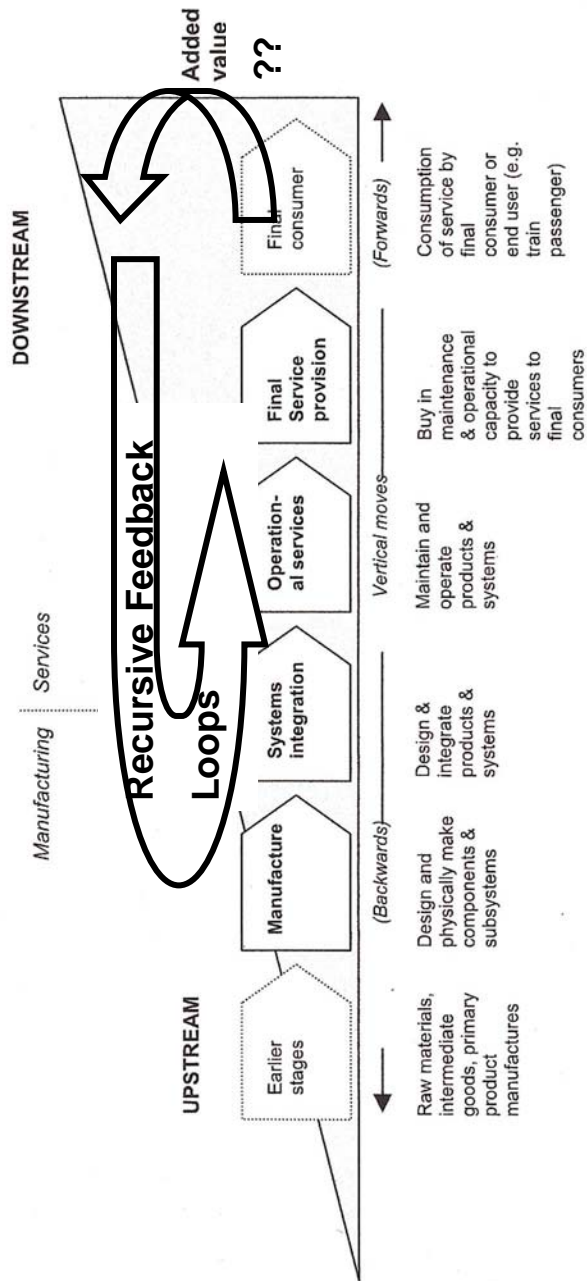 DOWNSTREAM
Manufacturing
Services
UPSTREAM
Added
value
??
Recursive Feedback
Loops
Earlier
stages
Manufacture
Systems
integration
Operation-
al services
Final
Service
provision
Final
consumer
(Backwards)
Vertical moves
(Forwards)
Raw materials,
intermediate
goods, primary
product
manufactures
Design and
physically make
components &
subsystems
Design &
integrate
products &
systems
Maintain and
operate
products &
systems
Buy in
maintenance
& operational
capacity to
provide
services to
final
consumers
Consumption
of service by
final
consumer or
end user (e.g.
train
passenger)